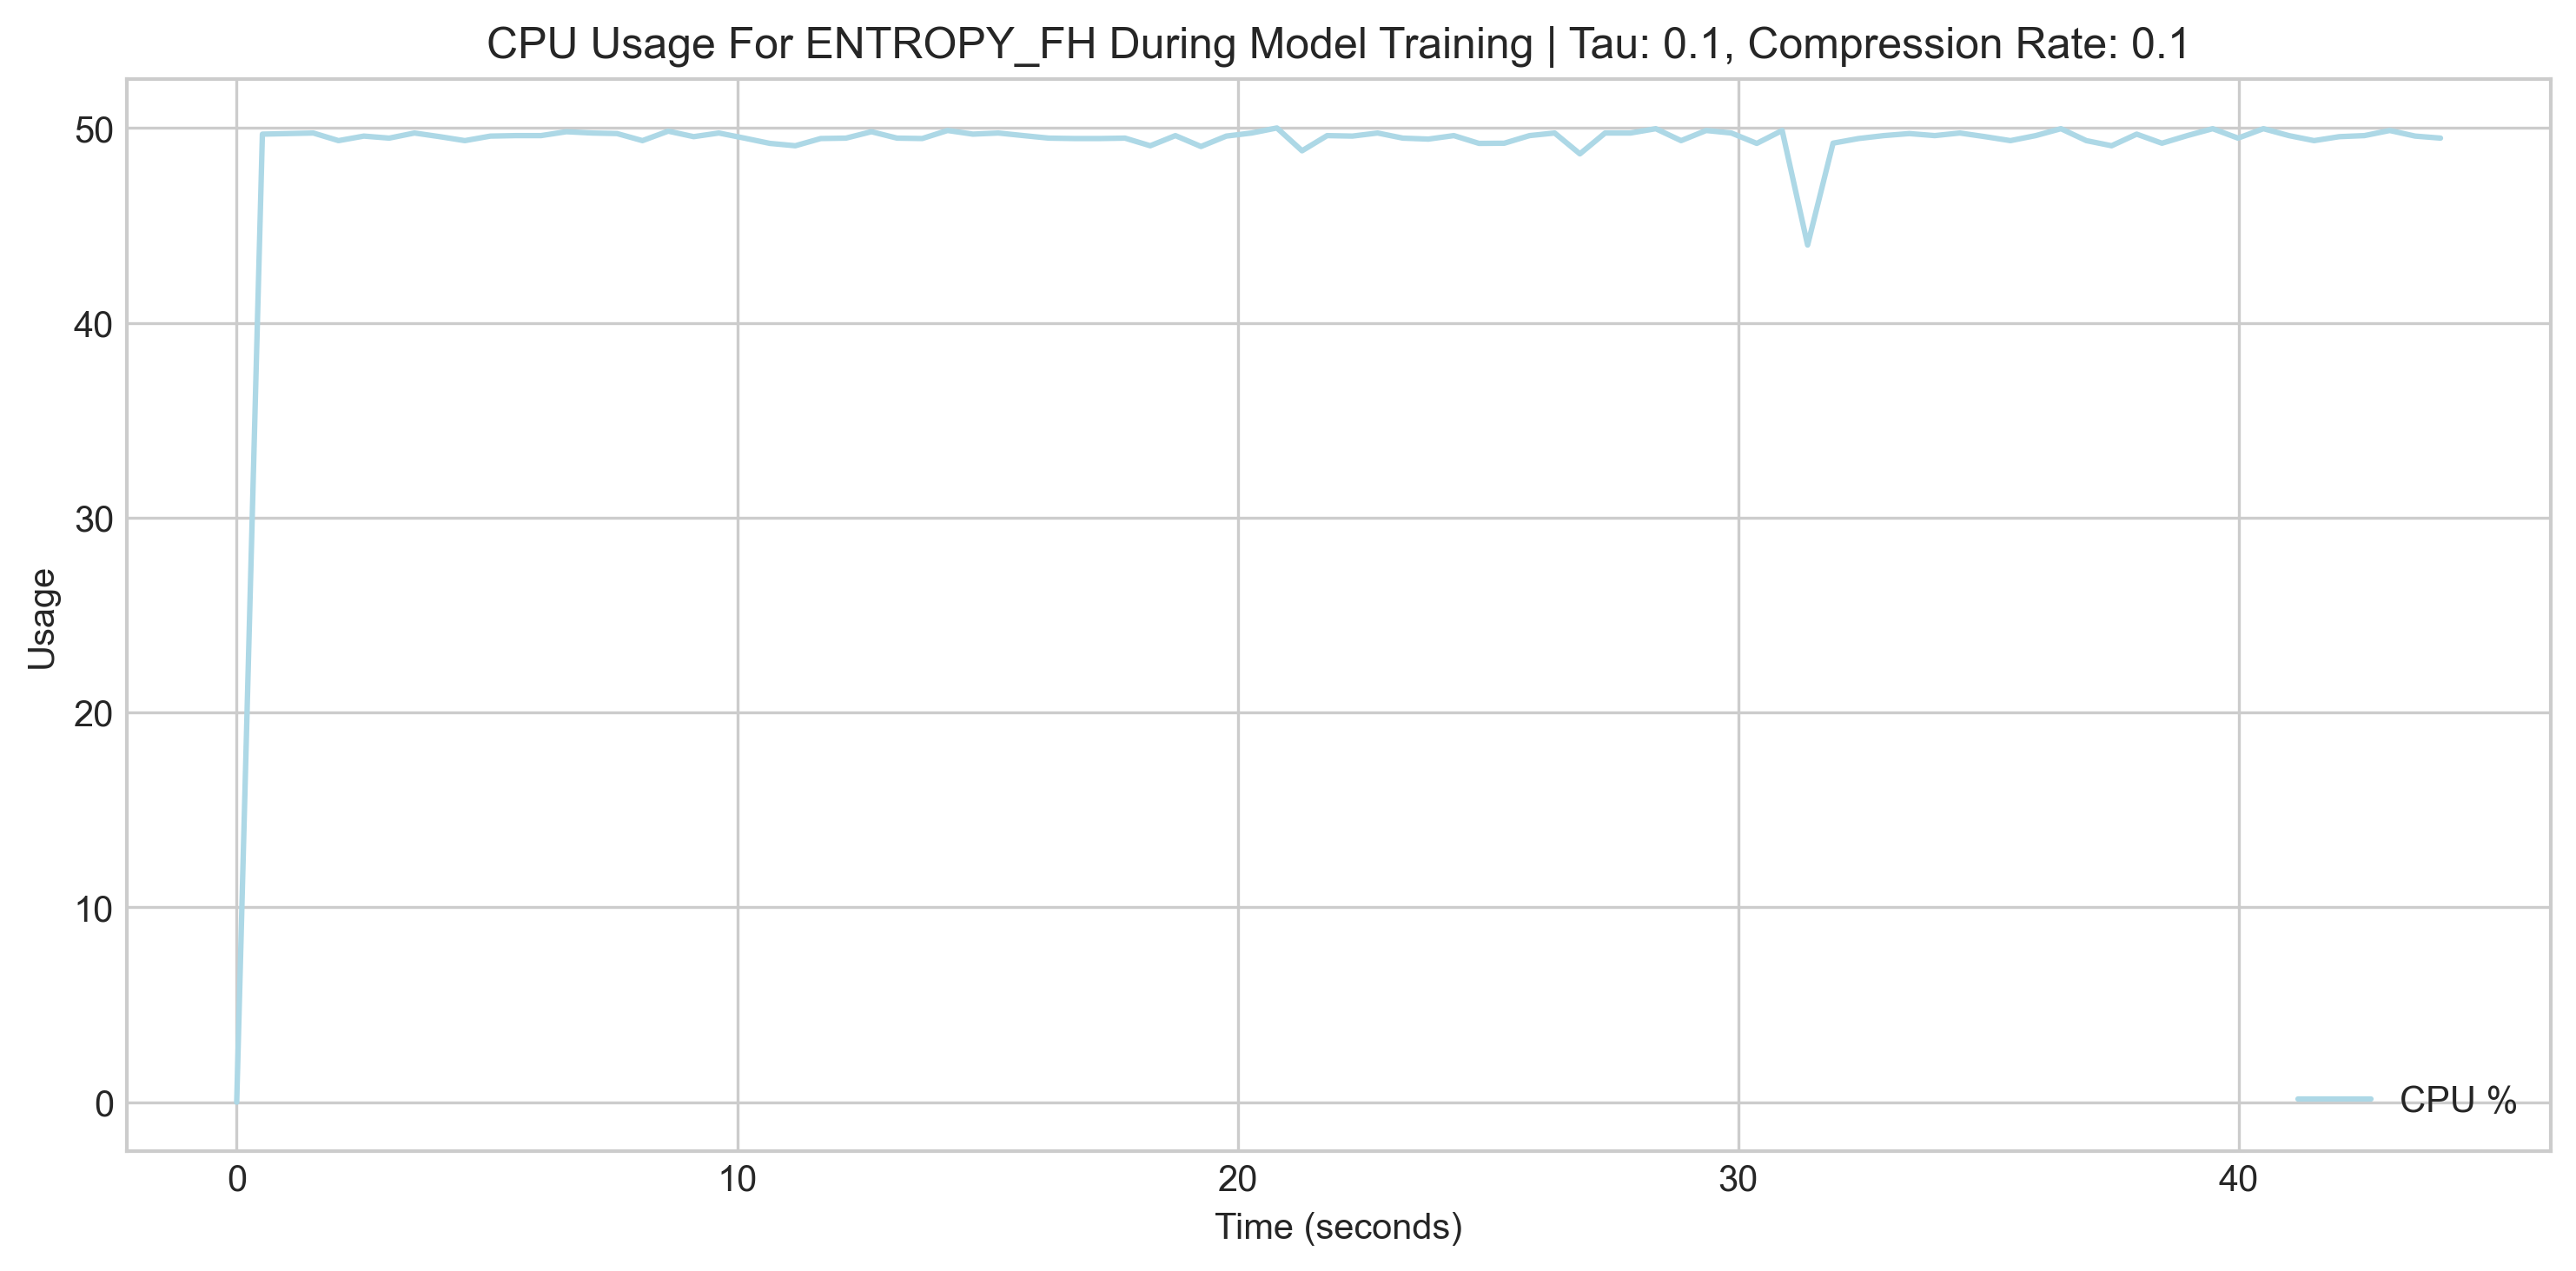 CPU Usage For ENTROPY_FH During Model Training | Tau: 0.1, Compression Rate: 0.1
50
40
30
20
10
0
Usage
CPU %
0 10 20 30 40
Time (seconds)